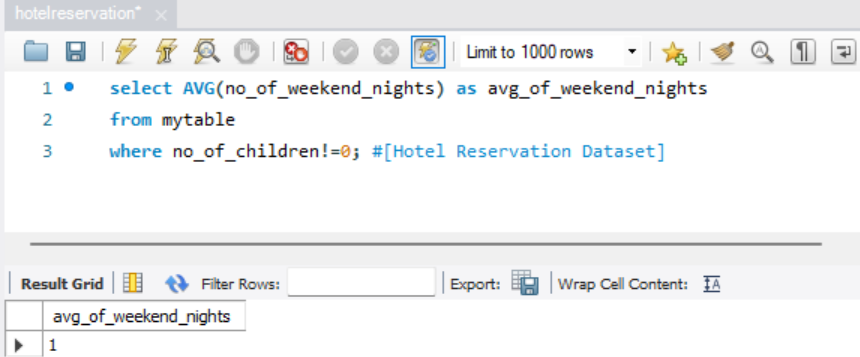 hotelreservation*
Limit to 1000 rows
1 select AVG(no_of_weekend_nights) as avg_of_weekend_nights
2 from mytable
3 where no_of_children!=0; #[Hotel Reservation Dataset]
Result Grid Filter Rows: Export: Wrap Cell Content:
avg_of_weekend_nights
1